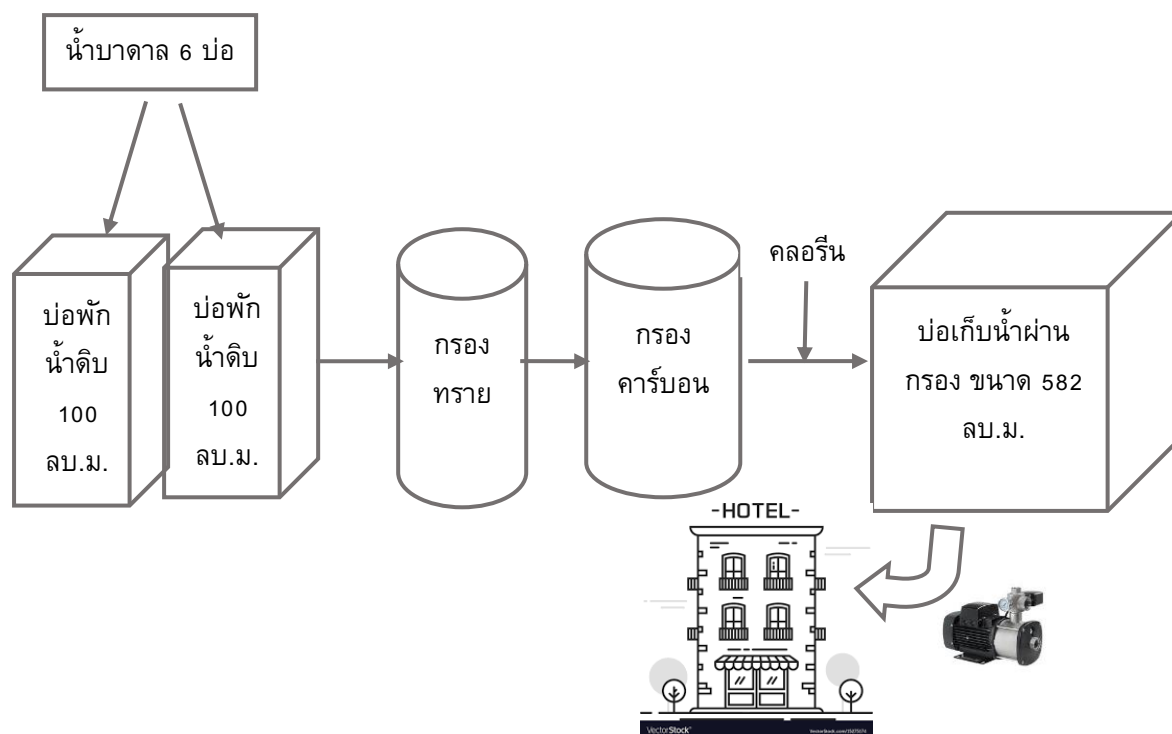 น้ำบาดาล 6 บ่อ
บ่อพัก
น้ำดิบ
100
ลบ.ม.
บ่อพัก
น้ำดิบ
100
ลบ.ม.
กรอง
ทราย
กรอง
คาร์บอน
คลอรีน
บ่อเก็บน้ำผ่าน
กรอง ขนาด 582
ลบ.ม.
-HOTEL-
VectorStock